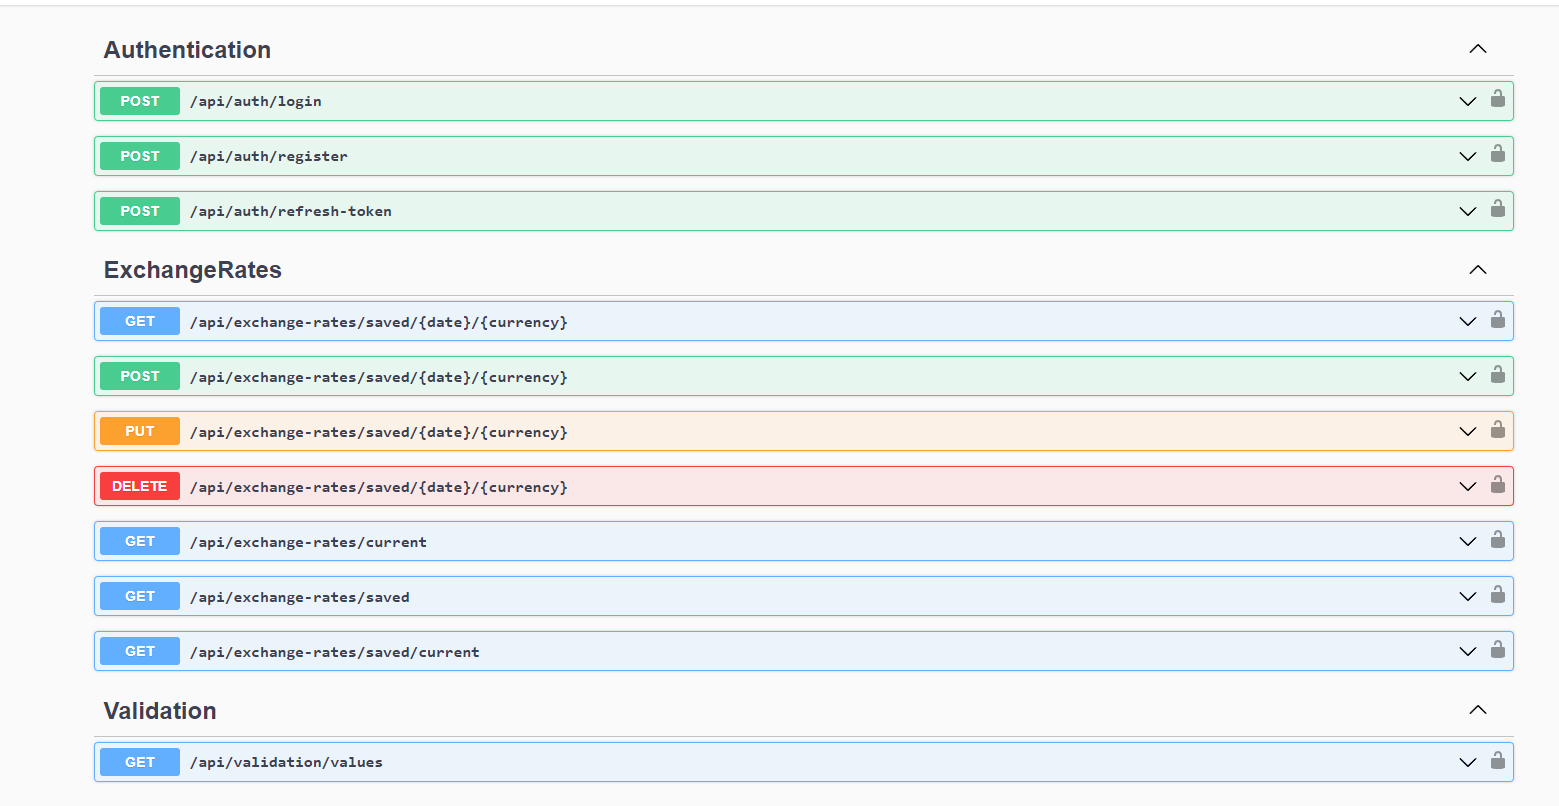 Authentication
POST /api/auth/login
POST /api/auth/register
POST /api/auth/refresh-token
ExchangeRates
GET /api/exchange-rates/saved/{date}/{currency}
POST /api/exchange-rates/saved/{date}/{currency}
PUT /api/exchange-rates/saved/{date}/{currency}
DELETE /api/exchange-rates/saved/{date}/{currency}
GET /api/exchange-rates/current
GET /api/exchange-rates/saved
GET /api/exchange-rates/saved/current
Validation
GET /api/validation/values